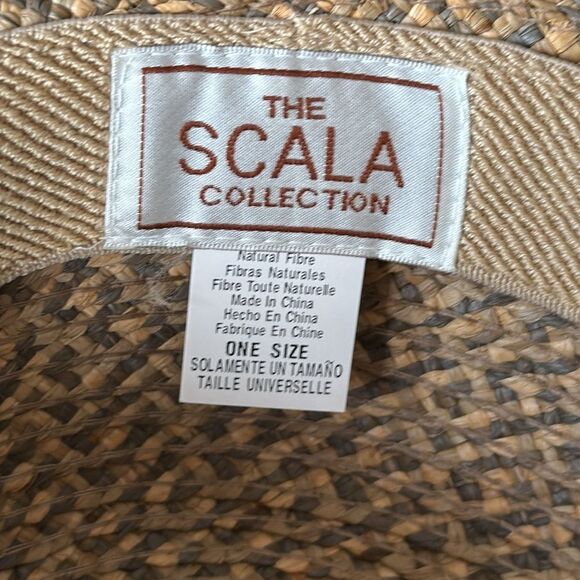 THE
SCALA
COLLECTION
Natural Fibre
Fibras Naturales
Fibre Toute Naturelle
Made In China
Hecho En China
Fabrique En Chine
ONE SIZE
SOLAMENTE UN TAMAÑO
TAILLE UNIVERSELLE